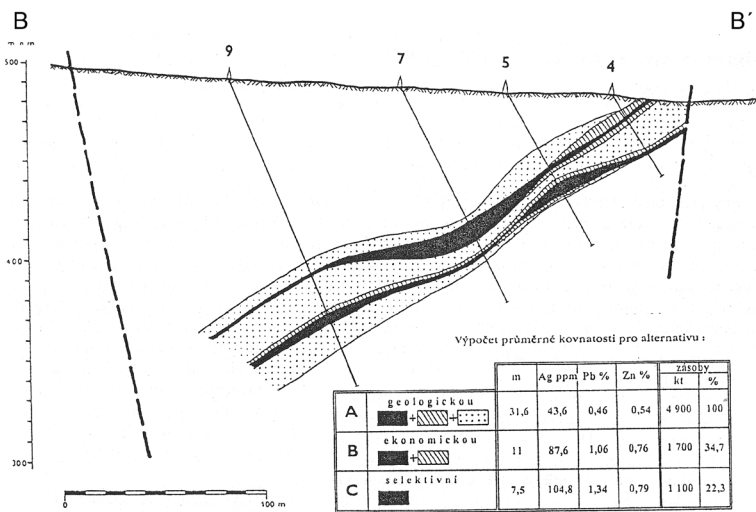 B B´
m n/m
9 7 5 4
500
400
300
0 100 m
Výpočet průměrné kovnatosti pro alternativu :
m Ag ppm Pb % Zn % zásoby
kt %
A geologickou 31,6 43,6 0,46 0,54 4 900 100
+ +
B ekonomickou 11 87,6 1,06 0,76 1 700 34,7
+
C selektivní 7,5 104,8 1,34 0,79 1 100 22,3